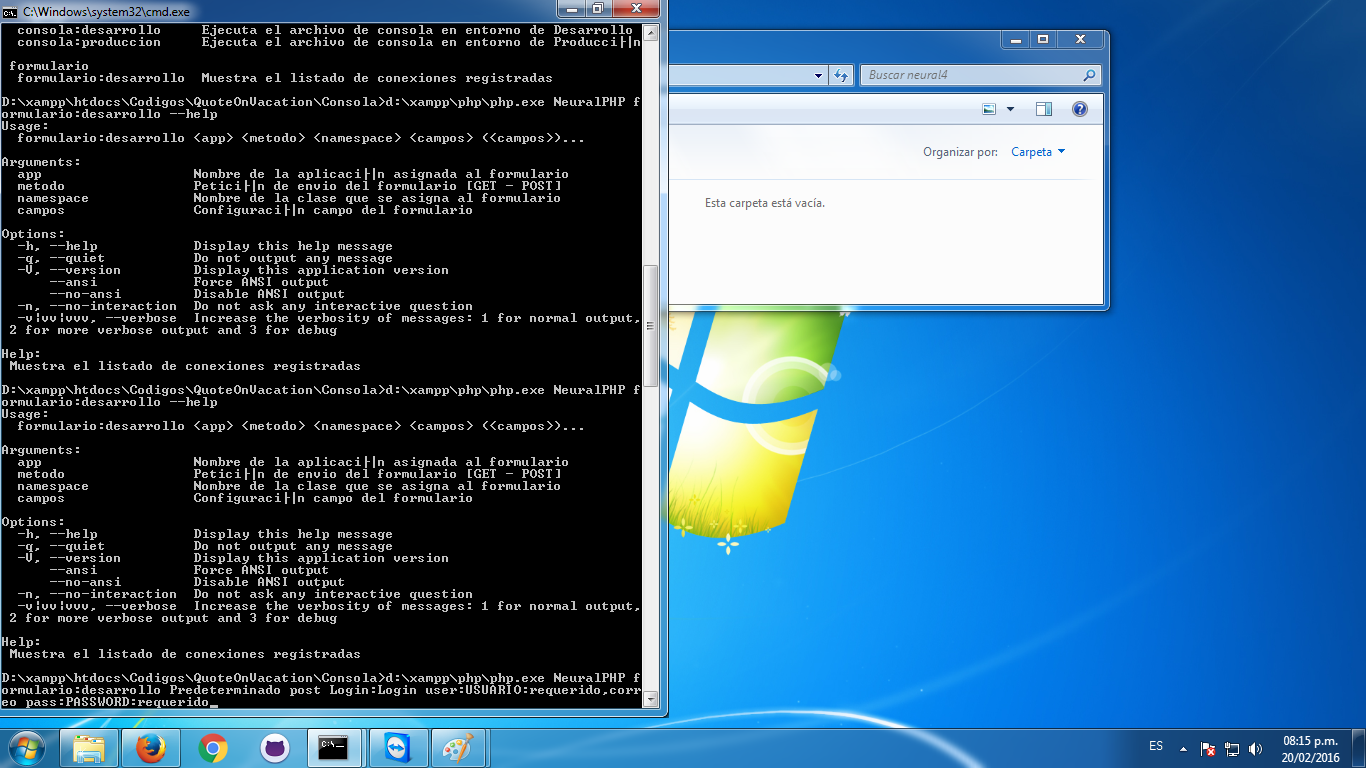 C:\Windows\system32\cmd.exe
consola:desarrollo     Ejecuta el archivo de consola en entorno de Desarrollo
consola:produccion     Ejecuta el archivo de consola en entorno de Producci├│n
formulario
formulario:desarrollo  Muestra el listado de conexiones registradas
D:\xampp\htdocs\Codigos\QuoteOnVacation\Consola>d:\xampp\php\php.exe NeuralPHP f
ormulario:desarrollo --help
Usage:
formulario:desarrollo <app> <metodo> <namespace> <campos> (<campos>)...
Arguments:
app                   Nombre de la aplicaci├│n asignada al formulario
metodo                Petici├│n de envio del formulario [GET - POST]
namespace             Nombre de la clase que se asigna al formulario
campos                Configuraci├│n campo del formulario
Options:
-h, --help            Display this help message
-q, --quiet           Do not output any message
-V, --version         Display this application version
--ansi            Force ANSI output
--no-ansi         Disable ANSI output
-n, --no-interaction  Do not ask any interactive question
-v|vv|vvv, --verbose  Increase the verbosity of messages: 1 for normal output,
2 for more verbose output and 3 for debug
Help:
Muestra el listado de conexiones registradas
D:\xampp\htdocs\Codigos\QuoteOnVacation\Consola>d:\xampp\php\php.exe NeuralPHP f
ormulario:desarrollo --help
Usage:
formulario:desarrollo <app> <metodo> <namespace> <campos> (<campos>)...
Arguments:
app                   Nombre de la aplicaci├│n asignada al formulario
metodo                Petici├│n de envio del formulario [GET - POST]
namespace             Nombre de la clase que se asigna al formulario
campos                Configuraci├│n campo del formulario
Options:
-h, --help            Display this help message
-q, --quiet           Do not output any message
-V, --version         Display this application version
--ansi            Force ANSI output
--no-ansi         Disable ANSI output
-n, --no-interaction  Do not ask any interactive question
-v|vv|vvv, --verbose  Increase the verbosity of messages: 1 for normal output,
2 for more verbose output and 3 for debug
Help:
Muestra el listado de conexiones registradas
D:\xampp\htdocs\Codigos\QuoteOnVacation\Consola>d:\xampp\php\php.exe NeuralPHP f
ormulario:desarrollo Predeterminado post Login:Login user:USUARIO:requerido,corr
eo pass:PASSWORD:requerido_
Buscar neural4
Organizar por: Carpeta
Esta carpeta está vacía.
ES
08:15 p.m.
20/02/2016